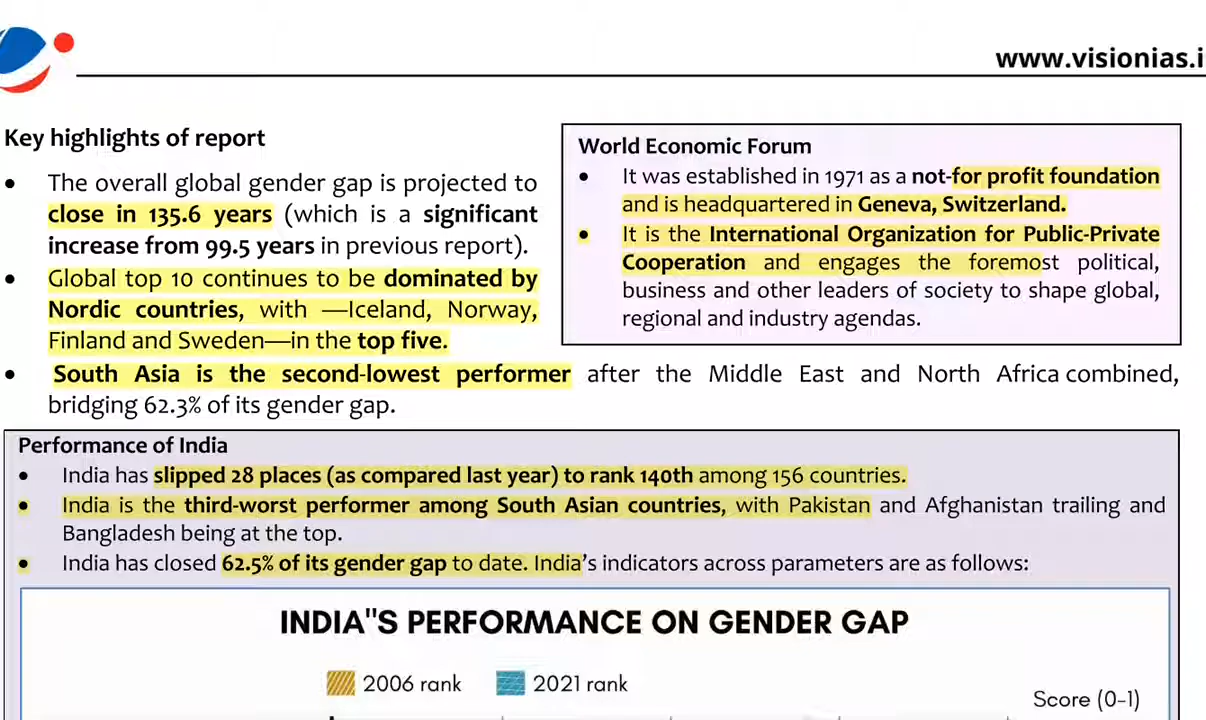 www.visionias.i
Key highlights of report
• The overall global gender gap is projected to
close in 135.6 years (which is a significant
increase from 99.5 years in previous report).
• Global top 10 continues to be dominated by
Nordic countries, with —Iceland, Norway,
Finland and Sweden—in the top five.
World Economic Forum
• It was established in 1971 as a not-for profit foundation
and is headquartered in Geneva, Switzerland.
• It is the International Organization for Public-Private
Cooperation and engages the foremost political,
business and other leaders of society to shape global,
regional and industry agendas.
• South Asia is the second-lowest performer after the Middle East and North Africa combined,
bridging 62.3% of its gender gap.
Performance of India
• India has slipped 28 places (as compared last year) to rank 140th among 156 countries.
• India is the third-worst performer among South Asian countries, with Pakistan and Afghanistan trailing and
Bangladesh being at the top.
• India has closed 62.5% of its gender gap to date. India's indicators across parameters are as follows:
INDIA"S PERFORMANCE ON GENDER GAP
2006 rank 2021 rank
Score (0-1)